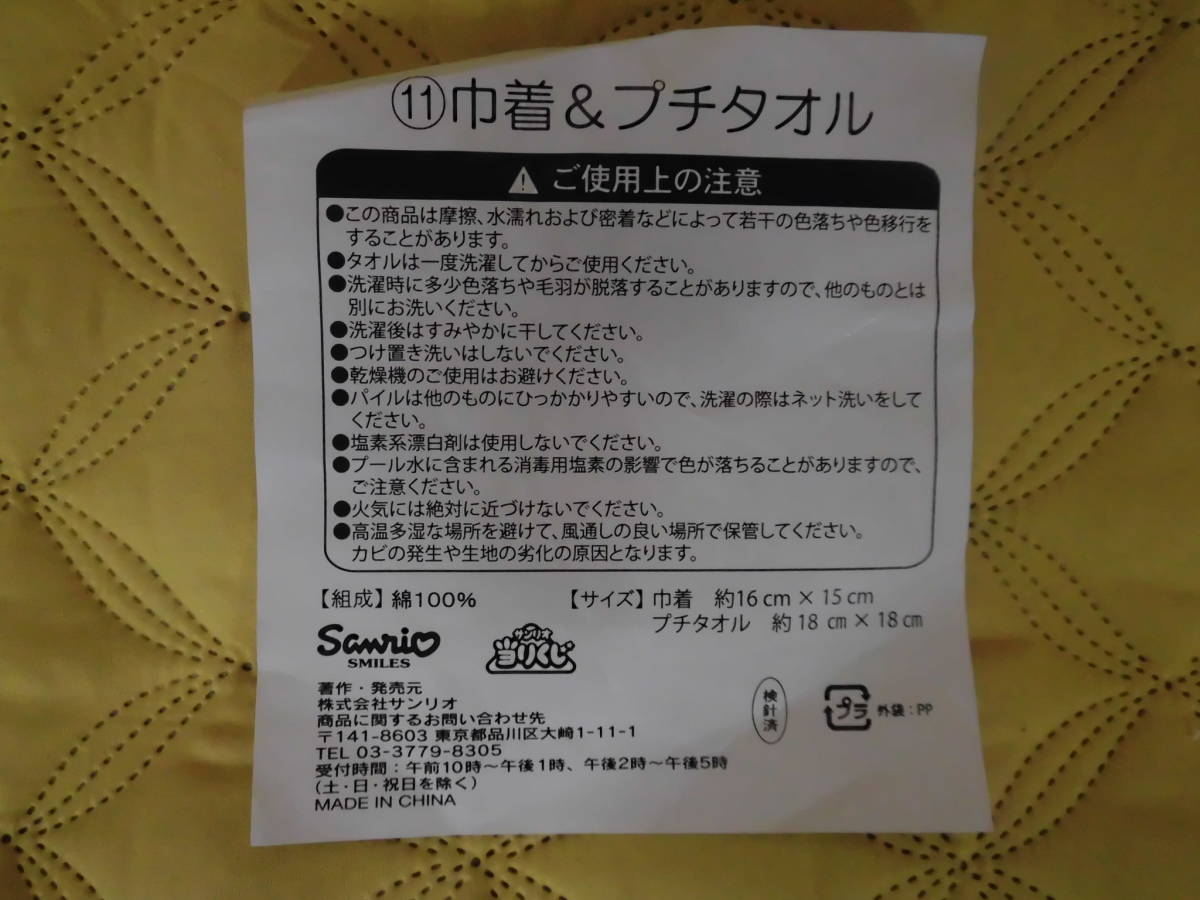 ⑪巾着&プチタオル
ご使用上の注意
●この商品は摩擦、水濡れおよび密着などによって若干の色落ちや色移行を
することがあります。
●タオルは一度洗濯してからご使用ください。
●洗濯時に多少色落ちや毛羽が脱落することがありますので、他のものとは
別にお洗いください。
●洗濯後はすみやかに干してください。
●つけ置き洗いはしないでください。
●乾燥機のご使用はお避けください。
●パイルは他のものにひっかかりやすいので、洗濯の際はネット洗いをして
ください。
●塩素系漂白剤は使用しないでください。
●プール水に含まれる消毒用塩素の影響で色が落ちることがありますので、
ご注意ください。
●火気には絶対に近づけないでください。
●高温多湿な場所を避けて、風通しの良い場所で保管してください。
カビの発生や生地の劣化の原因となります。
【組成】綿100% 【サイズ】巾着 約16cm×15cm
プチタオル 約18cm×18cm
Sanrio
SMILES
サンリオ
当りくじ
著作・発売元
株式会社サンリオ
商品に関するお問い合わせ先
〒141-8603 東京都品川区大崎1-11-1
TEL 03-3779-8305
受付時間:午前10時~午後1時、午後2時~午後5時
(土・日・祝日を除く)
MADE IN CHINA
検針済
プラ 外袋:PP